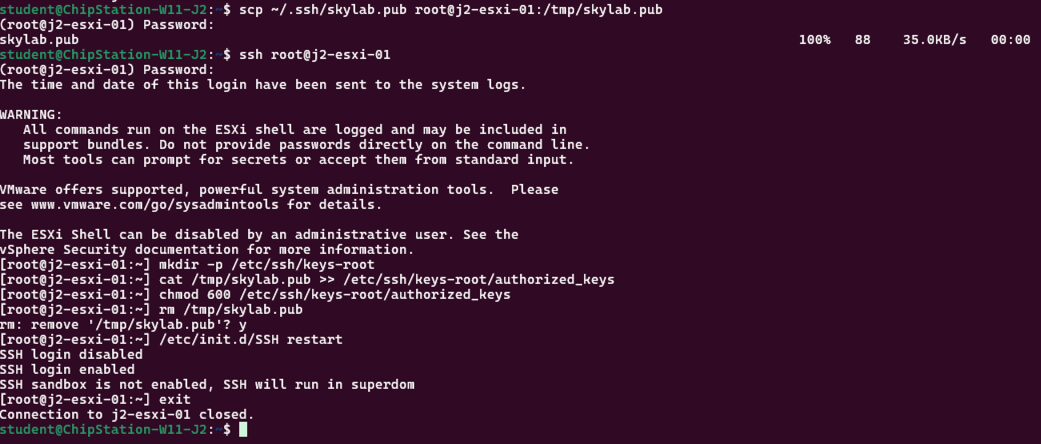 student@ChipStation-W11-J2:~$ scp ~/.ssh/skylab.pub root@j2-esxi-01:/tmp/skylab.pub
(root@j2-esxi-01) Password:
skylab.pub 100% 88 35.0KB/s 00:00
student@ChipStation-W11-J2:~$ ssh root@j2-esxi-01
(root@j2-esxi-01) Password:
The time and date of this login have been sent to the system logs.
WARNING:
All commands run on the ESXi shell are logged and may be included in
support bundles. Do not provide passwords directly on the command line.
Most tools can prompt for secrets or accept them from standard input.
VMware offers supported, powerful system administration tools. Please
see www.vmware.com/go/sysadmintools for details.
The ESXi Shell can be disabled by an administrative user. See the
vSphere Security documentation for more information.
[root@j2-esxi-01:~] mkdir -p /etc/ssh/keys-root
[root@j2-esxi-01:~] cat /tmp/skylab.pub >> /etc/ssh/keys-root/authorized_keys
[root@j2-esxi-01:~] chmod 600 /etc/ssh/keys-root/authorized_keys
[root@j2-esxi-01:~] rm /tmp/skylab.pub
rm: remove '/tmp/skylab.pub'? y
[root@j2-esxi-01:~] /etc/init.d/SSH restart
SSH login disabled
SSH login enabled
SSH sandbox is not enabled, SSH will run in superdom
[root@j2-esxi-01:~] exit
Connection to j2-esxi-01 closed.
student@ChipStation-W11-J2:~$